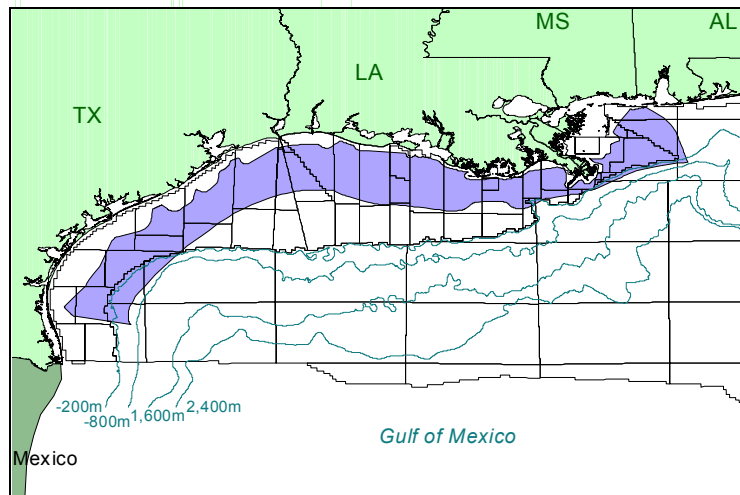 MS
AL
LA
TX
-200m
-800m
1,600m
2,400m
Gulf of Mexico
Mexico